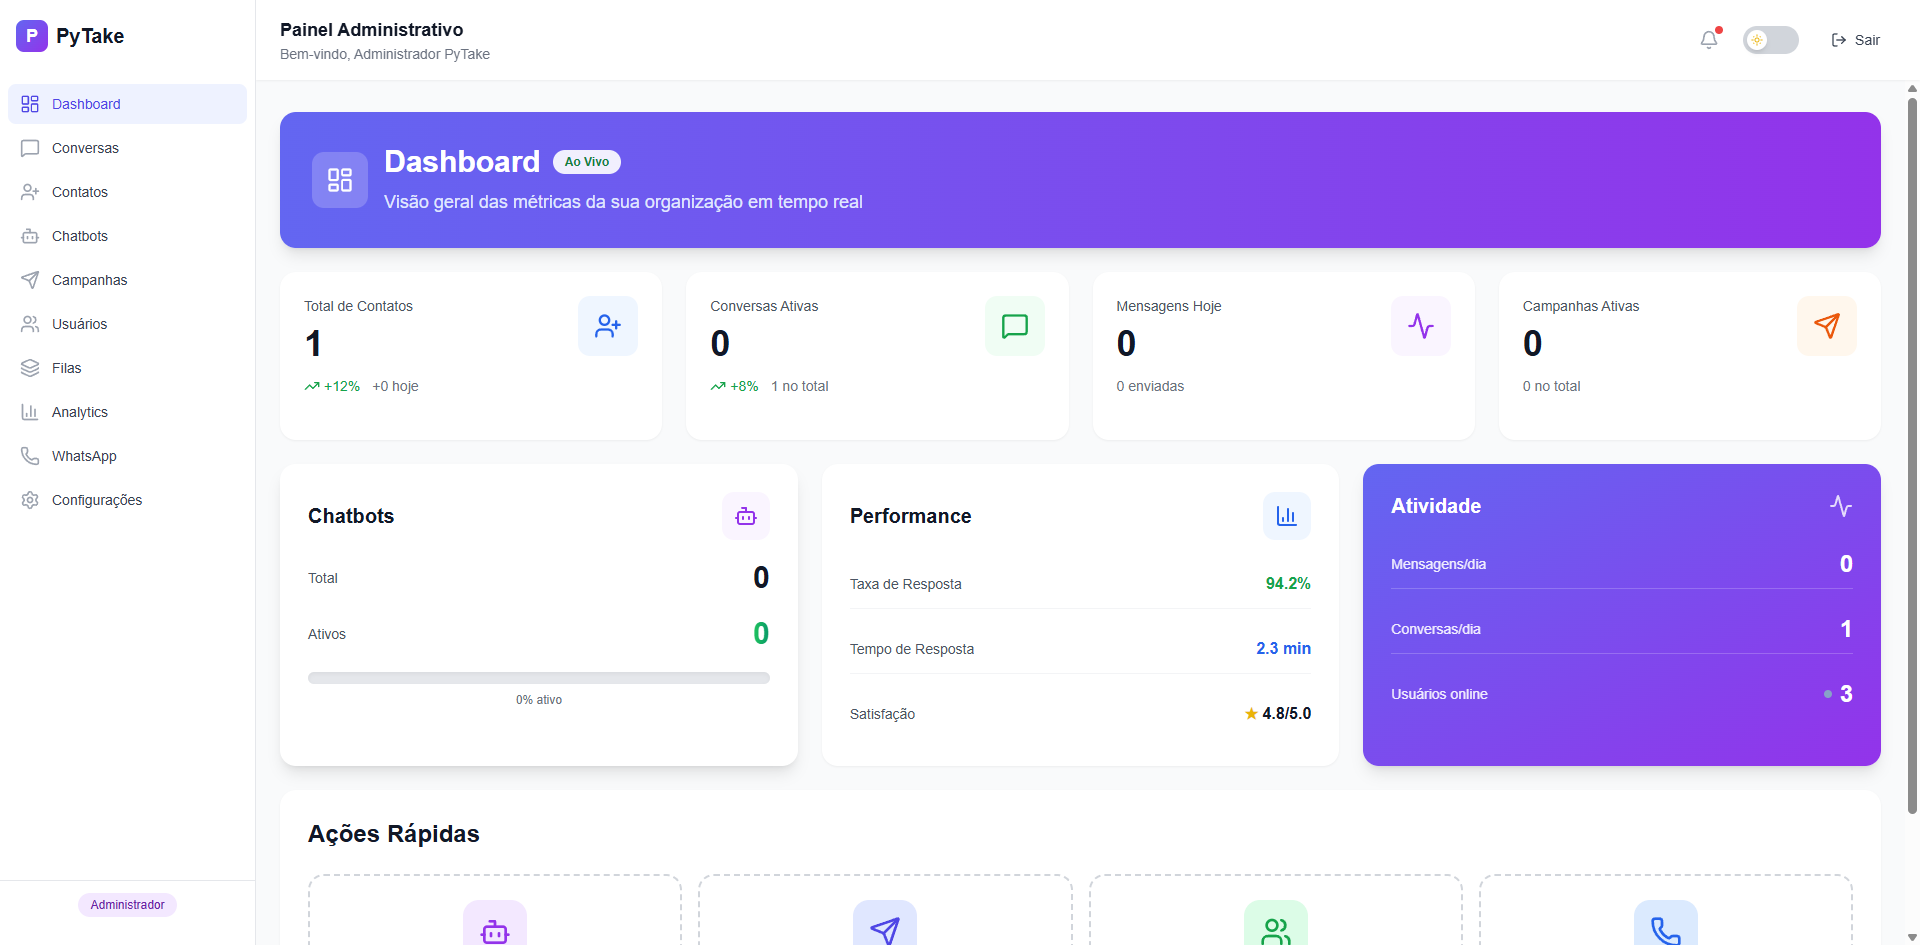 P PyTake
Dashboard
Conversas
Contatos
Chatbots
Campanhas
Usuários
Filas
Analytics
WhatsApp
Configurações
Administrador
Painel Administrativo
Bem-vindo, Administrador PyTake
Sair
Dashboard Ao Vivo
Visão geral das métricas da sua organização em tempo real
Total de Contatos
1
+12% +0 hoje
Conversas Ativas
0
+8% 1 no total
Mensagens Hoje
0
0 enviadas
Campanhas Ativas
0
0 no total
Chatbots
Total 0
Ativos 0
0% ativo
Performance
Taxa de Resposta 94.2%
Tempo de Resposta 2.3 min
Satisfação 4.8/5.0
Atividade
Mensagens/dia 0
Conversas/dia 1
Usuários online 3
Ações Rápidas